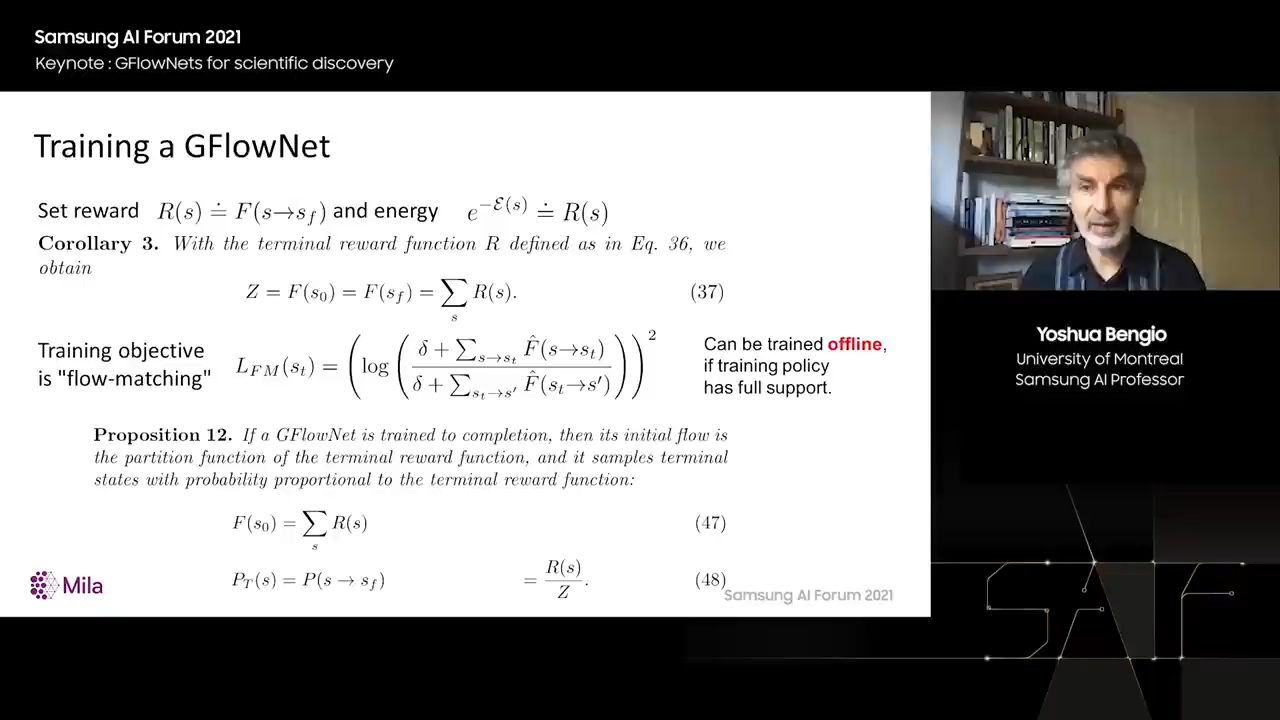 Samsung AI Forum 2021
Keynote : GFlowNets for scientific discovery
Training a GFlowNet
Set reward R(s) ≐ F(s→s_f) and energy e^{-ℰ(s)} ≐ R(s)
Corollary 3. With the terminal reward function R defined as in Eq. 36, we
obtain
Z = F(s_0) = F(s_f) = ∑_s R(s). (37)
Training objective
is "flow-matching"
L_{FM}(s_t) = (log((δ + ∑_{s→s_t} F̂(s→s_t)) / (δ + ∑_{s_t→s'} F̂(s_t→s'))))^2
Can be trained offline,
if training policy
has full support.
Proposition 12. If a GFlowNet is trained to completion, then its initial flow is
the partition function of the terminal reward function, and it samples terminal
states with probability proportional to the terminal reward function:
F(s_0) = ∑_s R(s) (47)
P_T(s) = P(s → s_f) = R(s)/Z. (48)
Mila
Samsung AI Forum 2021
Yoshua Bengio
University of Montreal
Samsung AI Professor